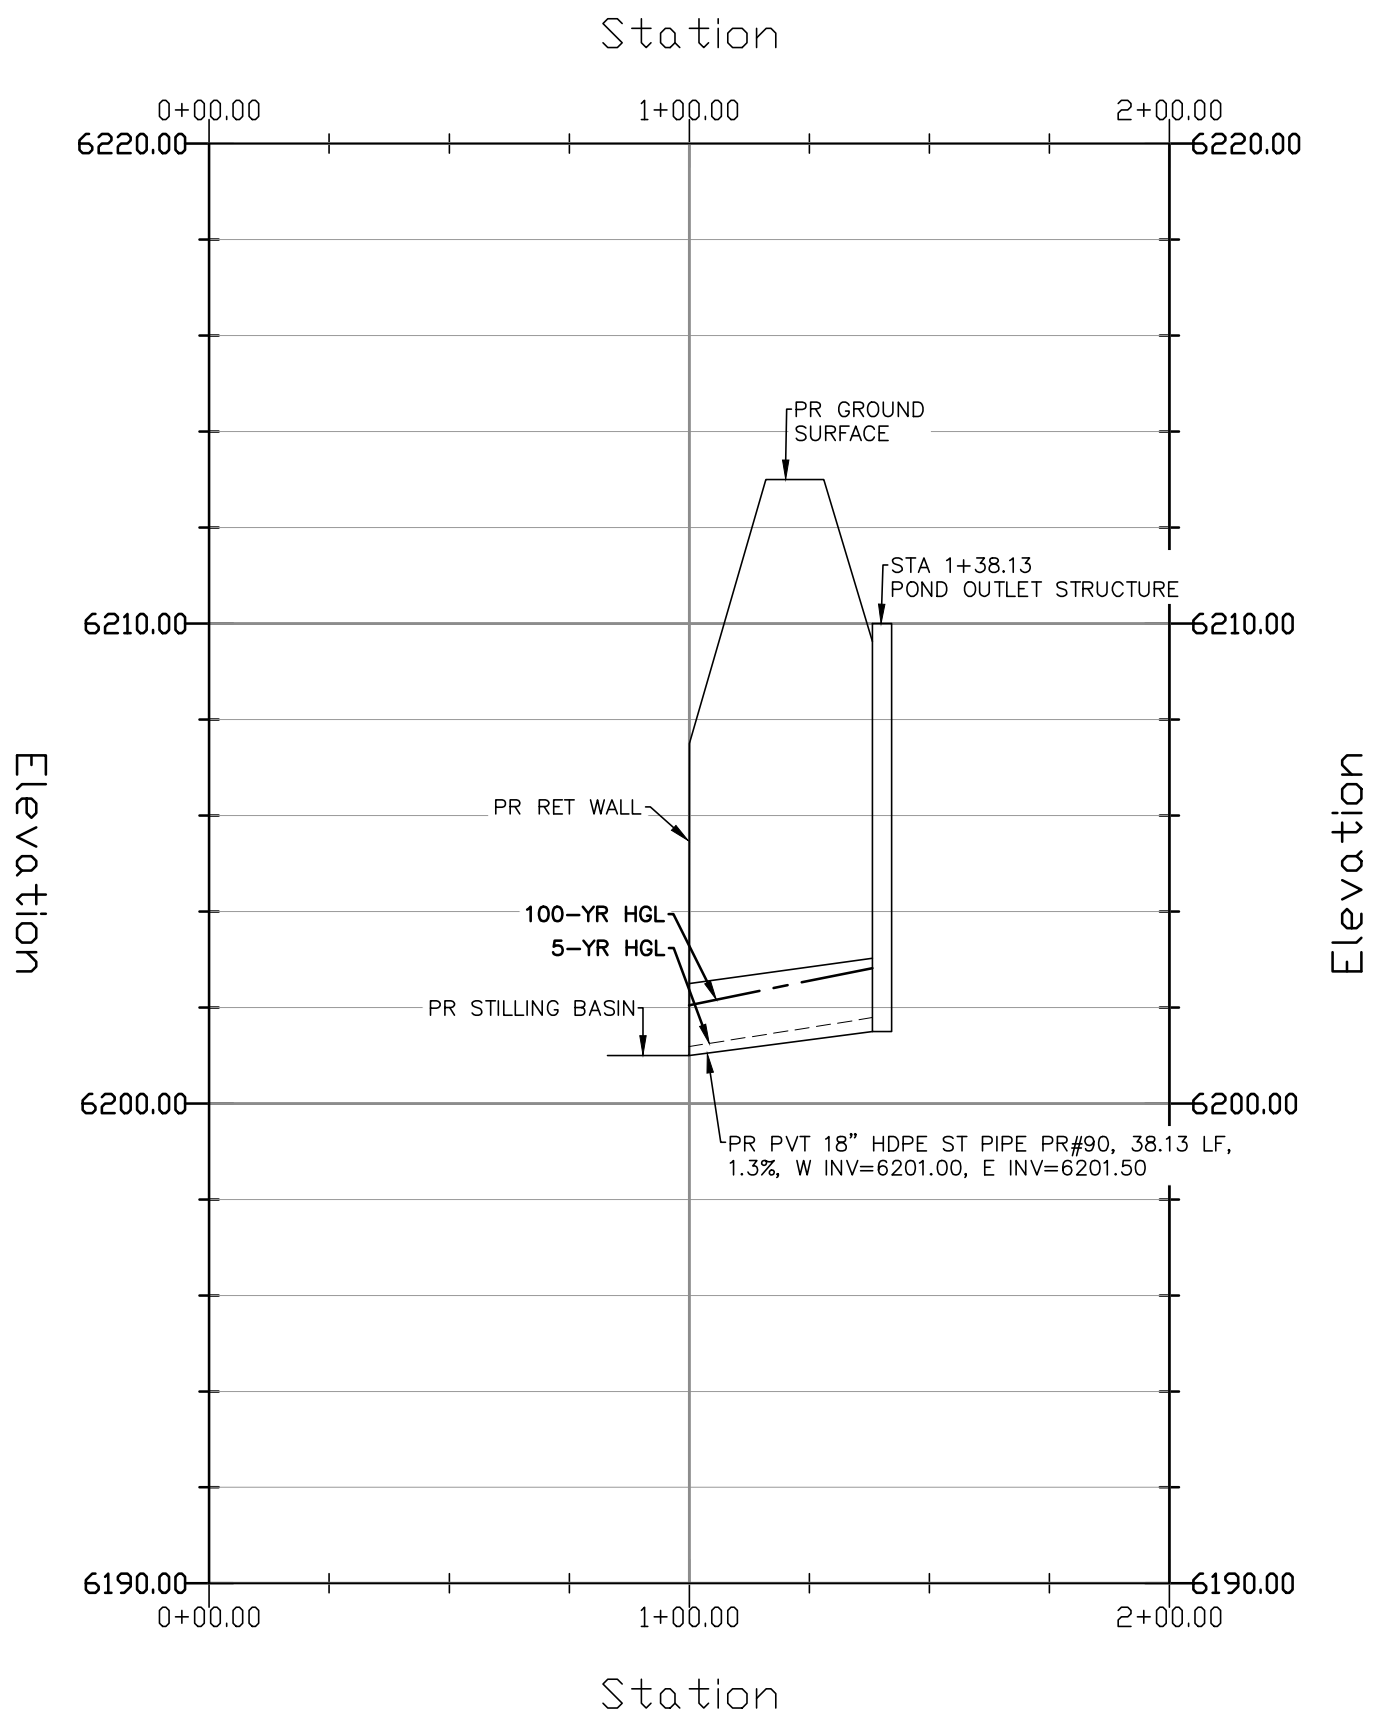 Station
0+00.00 1+00.00 2+00.00
6220.00 6220.00
PR GROUND
SURFACE
STA 1+38.13
POND OUTLET STRUCTURE
6210.00 6210.00
Elevation Elevation
PR RET WALL
100-YR HGL
5-YR HGL
PR STILLING BASIN
6200.00 6200.00
PR PVT 18" HDPE ST PIPE PR#90, 38.13 LF,
1.3%, W INV=6201.00, E INV=6201.50
6190.00 6190.00
0+00.00 1+00.00 2+00.00
Station